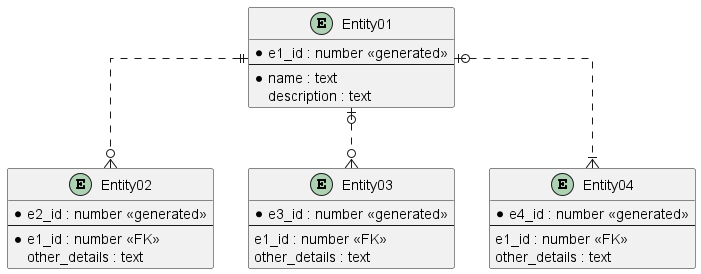 E Entity01
• e1_id : number «generated»
• name : text
description : text
E Entity02
• e2_id : number «generated»
• e1_id : number «FK»
other_details : text
E Entity03
• e3_id : number «generated»
e1_id : number «FK»
other_details : text
E Entity04
• e4_id : number «generated»
e1_id : number «FK»
other_details : text